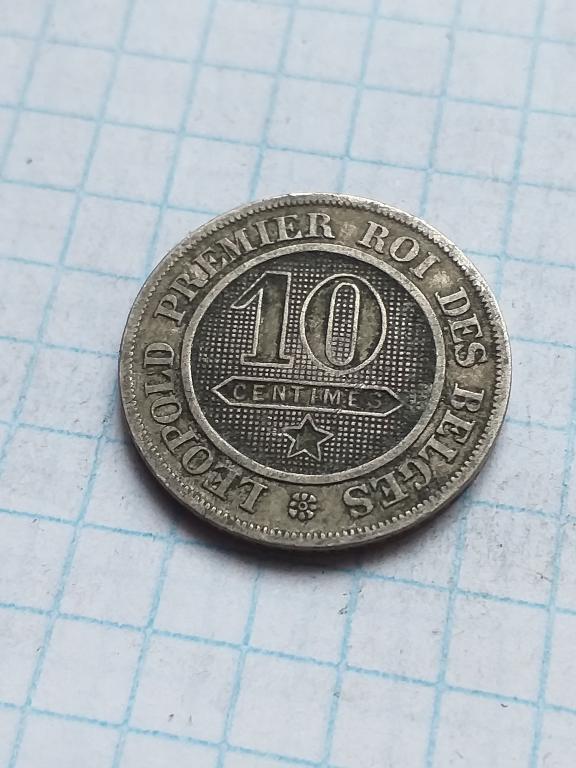 LEOPOLD PREMIER ROI DES BELGES
10
CENTIMES